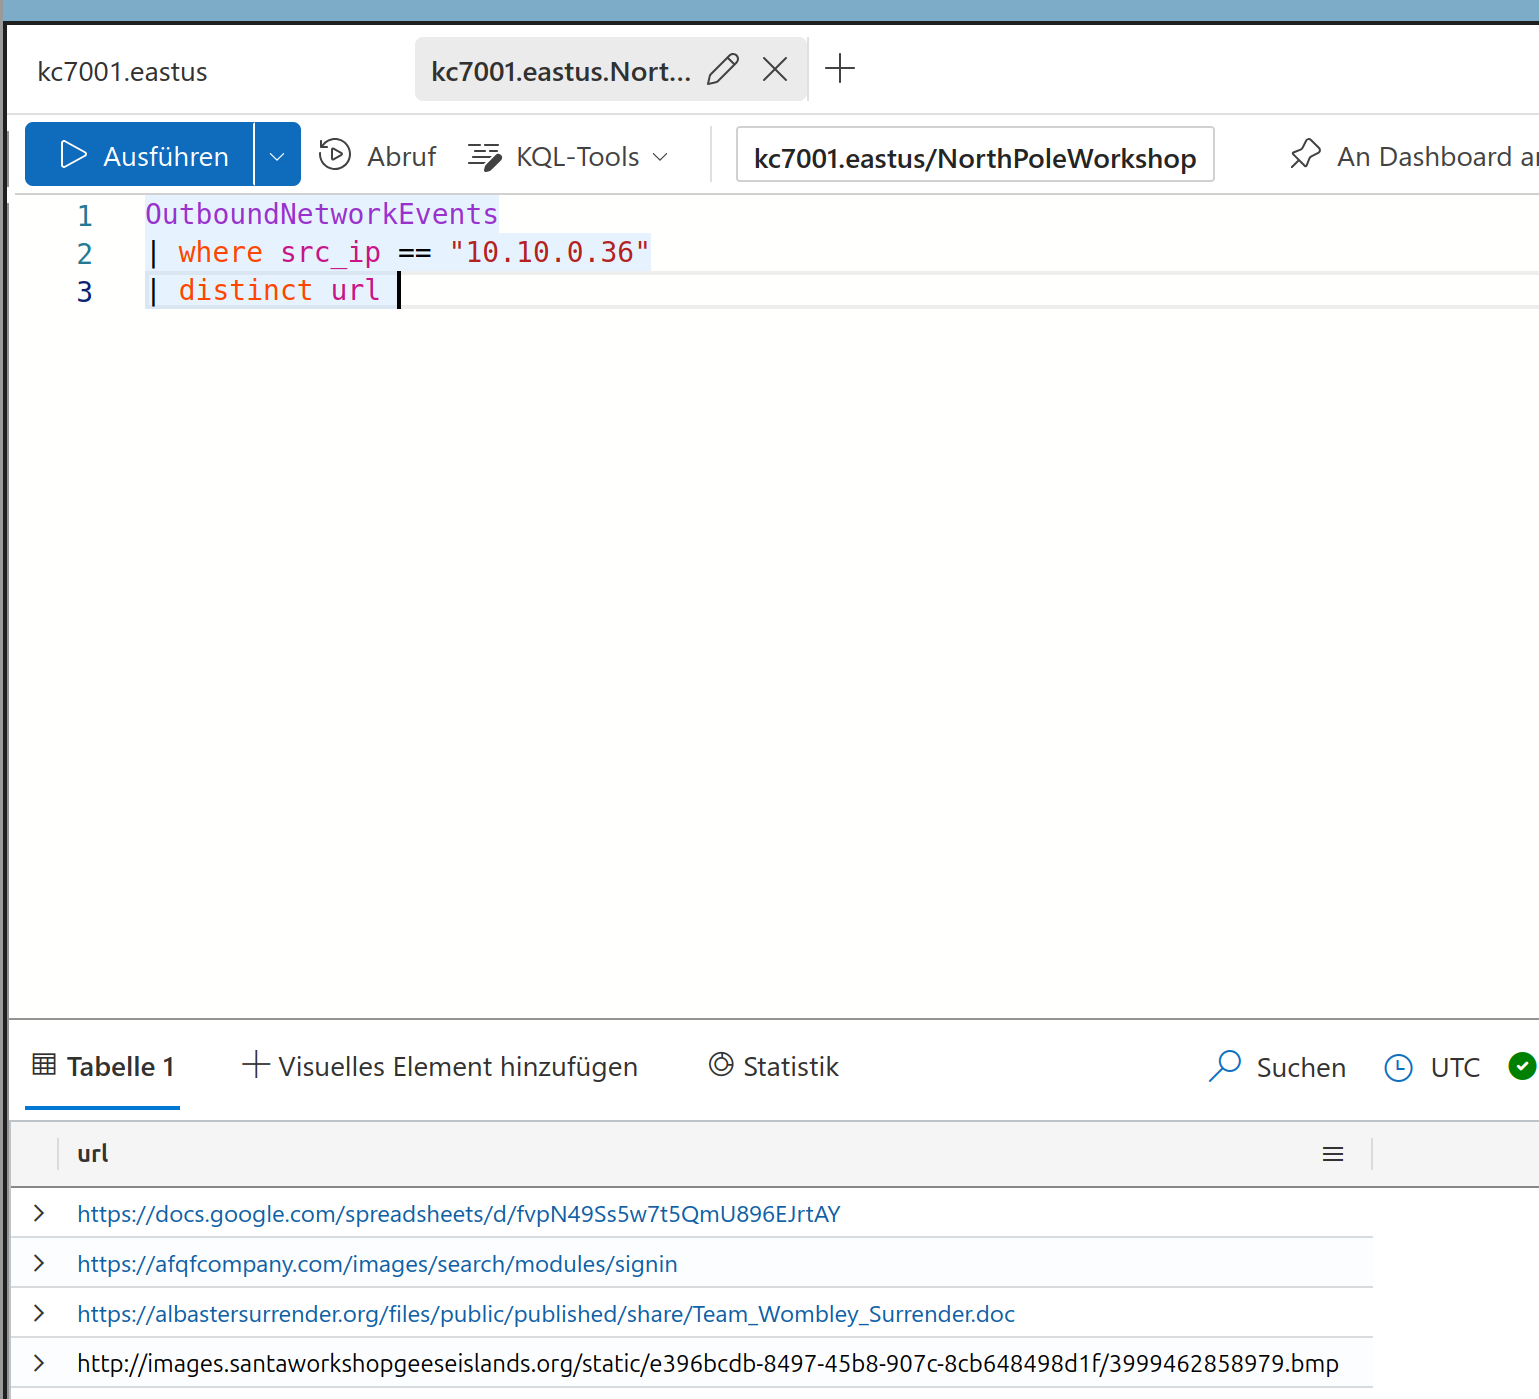 kc7001.eastus
kc7001.eastus.Nort...
Ausführen
Abruf
KQL-Tools
kc7001.eastus/NorthPoleWorkshop
An Dashboard
1 OutboundNetworkEvents
2 | where src_ip == "10.10.0.36"
3 | distinct url
Tabelle 1
Visuelles Element hinzufügen
Statistik
Suchen
UTC
url
https://docs.google.com/spreadsheets/d/fvpN49Ss5w7t5QmU896EJrtAY
https://afqfcompany.com/images/search/modules/signin
https://albastersurrender.org/files/public/published/share/Team_Wombley_Surrender.doc
http://images.santaworkshopgeeseislands.org/static/e396bcdb-8497-45b8-907c-8cb648498d1f/3999462858979.bmp